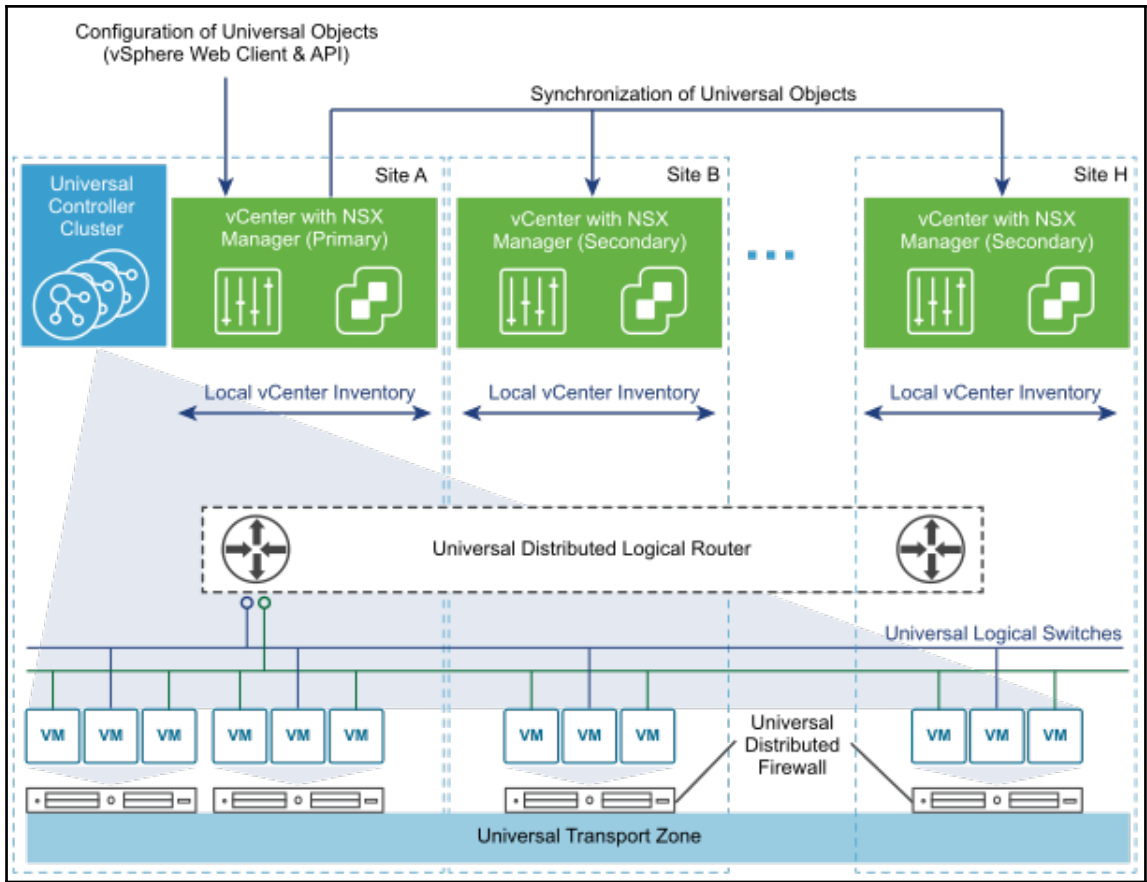 Configuration of Universal Objects
(vSphere Web Client & API)
Synchronization of Universal Objects
Universal
Controller
Cluster
Site A
vCenter with NSX
Manager (Primary)
Site B
vCenter with NSX
Manager (Secondary)
Site H
vCenter with NSX
Manager (Secondary)
Local vCenter Inventory
Local vCenter Inventory
Local vCenter Inventory
Universal Distributed Logical Router
Universal Logical Switches
VM
VM
VM
VM
VM
VM
VM
VM
VM
Universal
Distributed
Firewall
VM
VM
VM
Universal Transport Zone